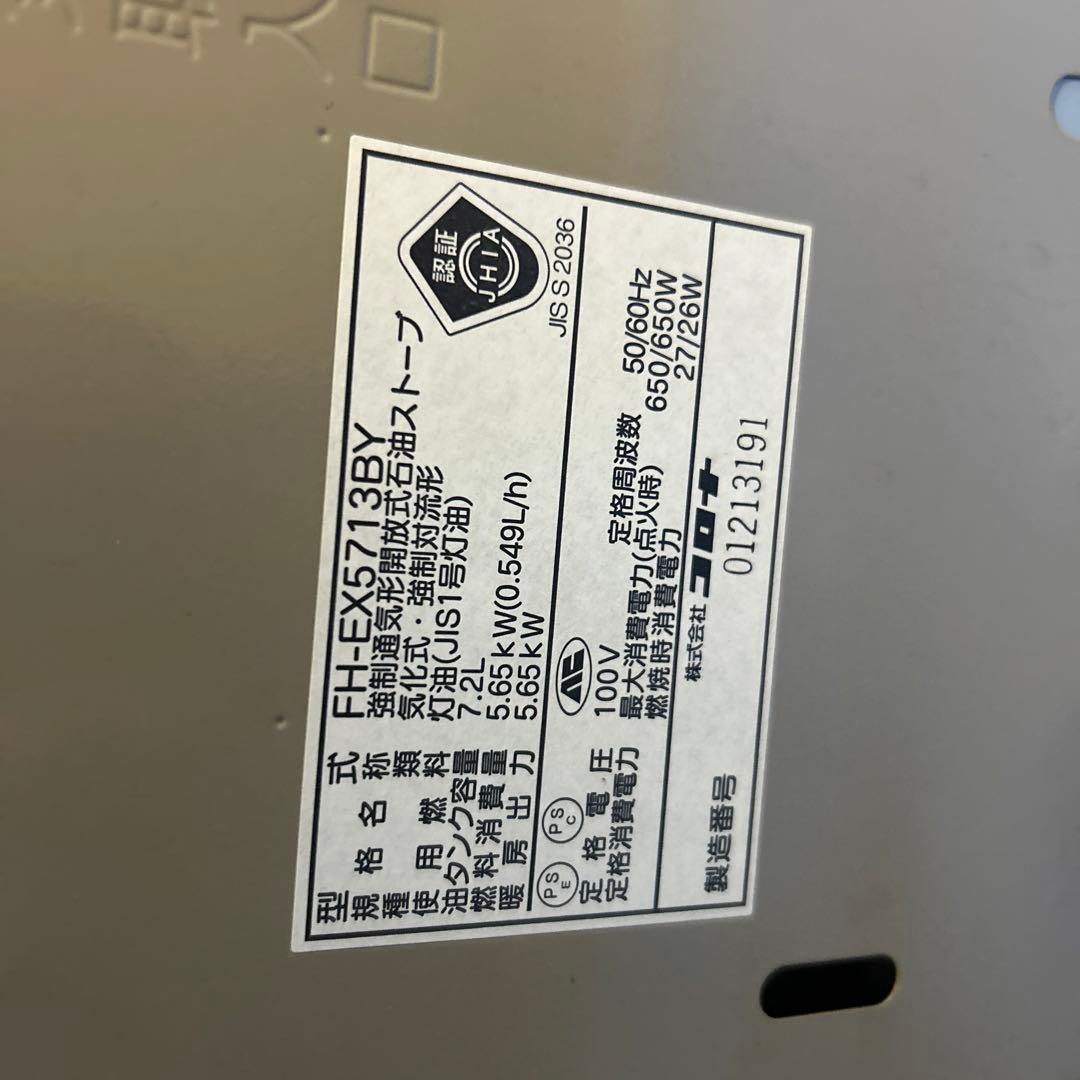 取
入
口
型 式 FH-EX5713BY
規格名称 強制通気形開放式石油ストーブ
種 類 気化式・強制対流形
使用燃料 灯油(JIS1号灯油)
油タンク容量 7.2L
燃料消費量 5.65kW(0.549L/h)
暖房出力 5.65kW
認証
JHIA
JIS S 2036
PS
E
PS
C
定格電圧 100V 定格周波数 50/60Hz
定格消費電力 最大消費電力(点火時) 650/650W
燃焼時消費電力 27/26W
株式会社 コロナ
製造番号 01213191